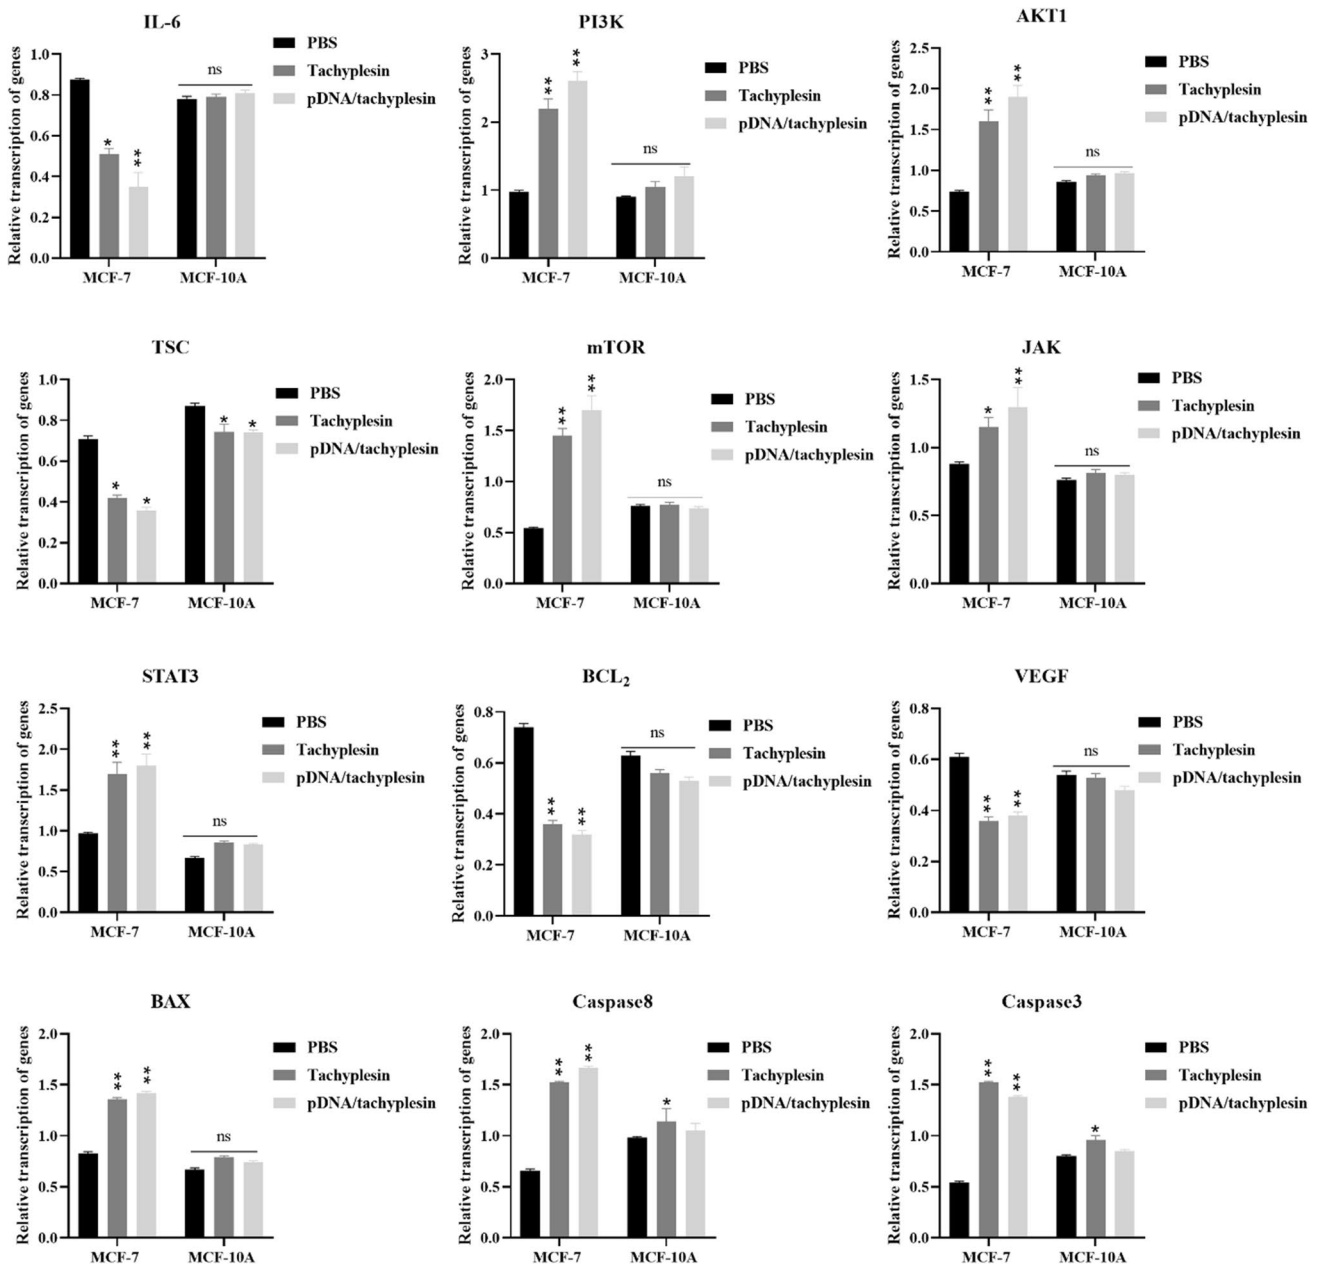 IL-6
Relative transcription of genes
1.0
0.8
0.6
0.4
0.2
0.0
*
**
ns
MCF-7
MCF-10A
PBS
Tachyplesin
pDNA/tachyplesin
PI3K
Relative transcription of genes
3
2
1
0
**
**
ns
MCF-7
MCF-10A
PBS
Tachyplesin
pDNA/tachyplesin
AKT1
Relative transcription of genes
2.5
2.0
1.5
1.0
0.5
0.0
**
**
ns
MCF-7
MCF-10A
PBS
Tachyplesin
pDNA/tachyplesin
TSC
Relative transcription of genes
1.0
0.8
0.6
0.4
0.2
0.0
*
*
*
*
MCF-7
MCF-10A
PBS
Tachyplesin
pDNA/tachyplesin
mTOR
Relative transcription of genes
2.0
1.5
1.0
0.5
0.0
**
**
ns
MCF-7
MCF-10A
PBS
Tachyplesin
pDNA/tachyplesin
JAK
Relative transcription of genes
1.5
1.0
0.5
0.0
*
**
ns
MCF-7
MCF-10A
PBS
Tachyplesin
pDNA/tachyplesin
STAT3
Relative transcription of genes
2.5
2.0
1.5
1.0
0.5
0.0
**
**
ns
MCF-7
MCF-10A
PBS
Tachyplesin
pDNA/tachyplesin
BCL2
Relative transcription of genes
0.8
0.6
0.4
0.2
0.0
**
**
ns
MCF-7
MCF-10A
PBS
Tachyplesin
pDNA/tachyplesin
VEGF
Relative transcription of genes
0.8
0.6
0.4
0.2
0.0
**
**
ns
MCF-7
MCF-10A
PBS
Tachyplesin
pDNA/tachyplesin
BAX
Relative transcription of genes
2.0
1.5
1.0
0.5
0.0
**
**
ns
MCF-7
MCF-10A
PBS
Tachyplesin
pDNA/tachyplesin
Caspase8
Relative transcription of genes
2.0
1.5
1.0
0.5
0.0
**
**
*
MCF-7
MCF-10A
PBS
Tachyplesin
pDNA/tachyplesin
Caspase3
Relative transcription of genes
2.0
1.5
1.0
0.5
0.0
**
**
*
MCF-7
MCF-10A
PBS
Tachyplesin
pDNA/tachyplesin